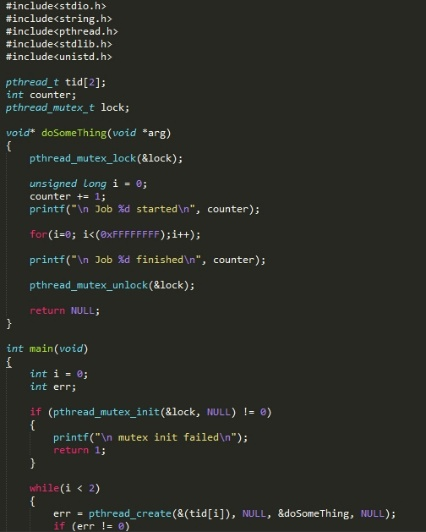 #include<stdio.h>
#include<string.h>
#include<pthread.h>
#include<stdlib.h>
#include<unistd.h>
pthread_t tid[2];
int counter;
pthread_mutex_t lock;
void* doSomeThing(void *arg)
{
pthread_mutex_lock(&lock);
unsigned long i = 0;
counter += 1;
printf("\n Job %d started\n", counter);
for(i=0; i<(0xFFFFFFFF);i++);
printf("\n Job %d finished\n", counter);
pthread_mutex_unlock(&lock);
return NULL;
}
int main(void)
{
int i = 0;
int err;
if (pthread_mutex_init(&lock, NULL) != 0)
{
printf("\n mutex init failed\n");
return 1;
}
while(i < 2)
{
err = pthread_create(&(tid[i]), NULL, &doSomeThing, NULL);
if (err != 0)